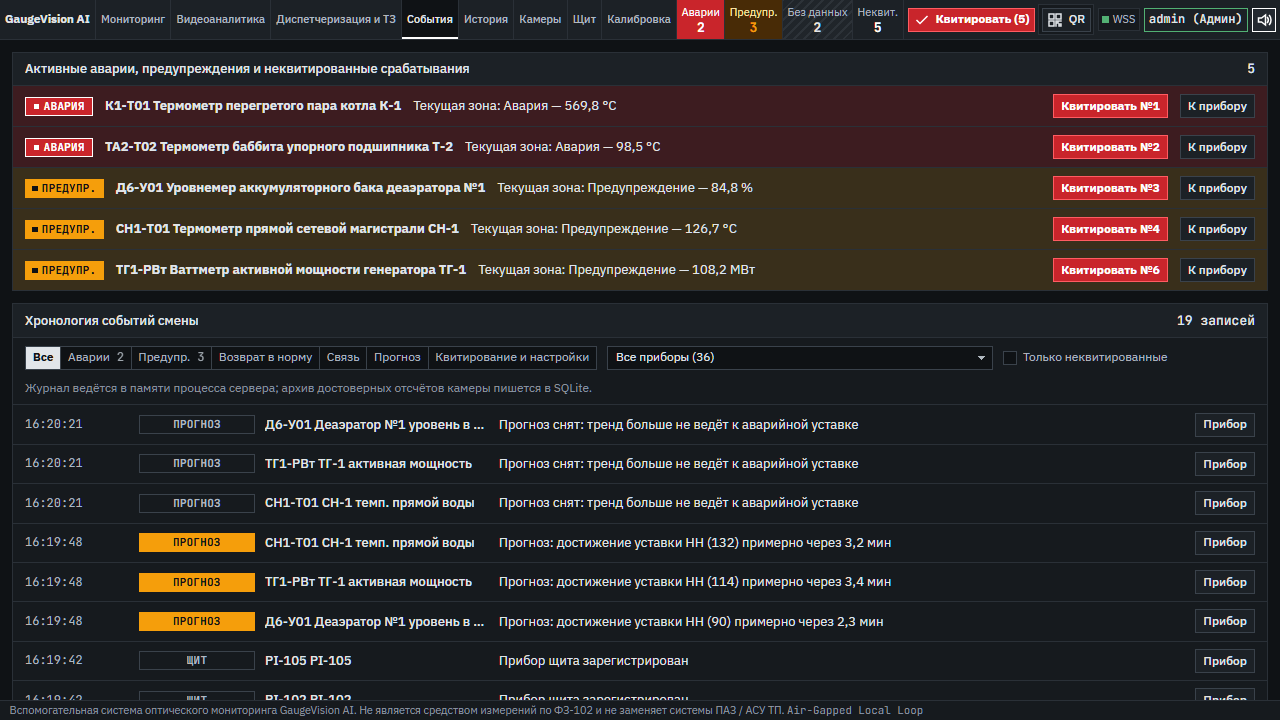 GaugeVision AI Мониторинг Видеоаналитика Диспетчеризация и ТЗ События История Камеры Щит Калибровка Аварии 2 Предупр. 3 Без данных 2 Неквит. 5 Квитировать (5) QR WSS admin (Админ)
Активные аварии, предупреждения и неквитированные срабатывания 5
АВАРИЯ К1-Т01 Термометр перегретого пара котла К-1 Текущая зона: Авария — 569,8 °C Квитировать №1 К прибору
АВАРИЯ ТА2-Т02 Термометр баббита упорного подшипника Т-2 Текущая зона: Авария — 98,5 °C Квитировать №2 К прибору
ПРЕДУПР. Д6-У01 Уровнемер аккумуляторного бака деаэратора №1 Текущая зона: Предупреждение — 84,8 % Квитировать №3 К прибору
ПРЕДУПР. СН1-Т01 Термометр прямой сетевой магистрали СН-1 Текущая зона: Предупреждение — 126,7 °C Квитировать №4 К прибору
ПРЕДУПР. ТГ1-РВт Ваттметр активной мощности генератора ТГ-1 Текущая зона: Предупреждение — 108,2 МВт Квитировать №6 К прибору
Хронология событий смены 19 записей
Все Аварии 2 Предупр. 3 Возврат в норму Связь Прогноз Квитирование и настройки Все приборы (36) Только неквитированные
Журнал ведётся в памяти процесса сервера; архив достоверных отсчётов камеры пишется в SQLite.
16:20:21 ПРОГНОЗ Д6-У01 Деаэратор №1 уровень в ... Прогноз снят: тренд больше не ведёт к аварийной уставке Прибор
16:20:21 ПРОГНОЗ ТГ1-РВт ТГ-1 активная мощность Прогноз снят: тренд больше не ведёт к аварийной уставке Прибор
16:20:21 ПРОГНОЗ СН1-Т01 СН-1 темп. прямой воды Прогноз снят: тренд больше не ведёт к аварийной уставке Прибор
16:19:48 ПРОГНОЗ СН1-Т01 СН-1 темп. прямой воды Прогноз: достижение уставки НН (132) примерно через 3,2 мин Прибор
16:19:48 ПРОГНОЗ ТГ1-РВт ТГ-1 активная мощность Прогноз: достижение уставки НН (114) примерно через 3,4 мин Прибор
16:19:48 ПРОГНОЗ Д6-У01 Деаэратор №1 уровень в ... Прогноз: достижение уставки НН (90) примерно через 2,3 мин Прибор
16:19:42 ЩИТ PI-105 PI-105 Прибор щита зарегистрирован Прибор
16:19:42 ЩИТ PI-102 PI-102 Прибор щита зарегистрирован Прибор
Вспомогательная система оптического мониторинга GaugeVision AI. Не является средством измерений по ФЗ-102 и не заменяет системы ПАЗ / АСУ ТП. Air-Gapped Local Loop